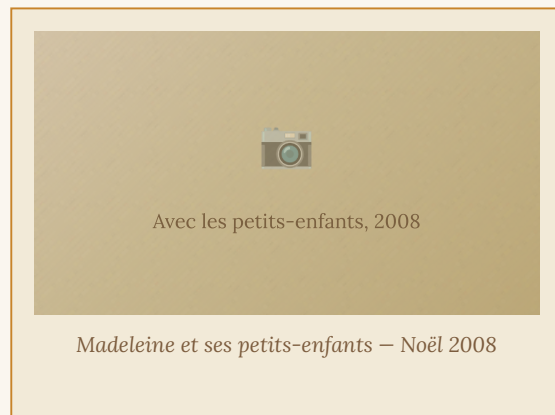 Avec les petits-enfants, 2008
Madeleine et ses petits-enfants — Noël 2008